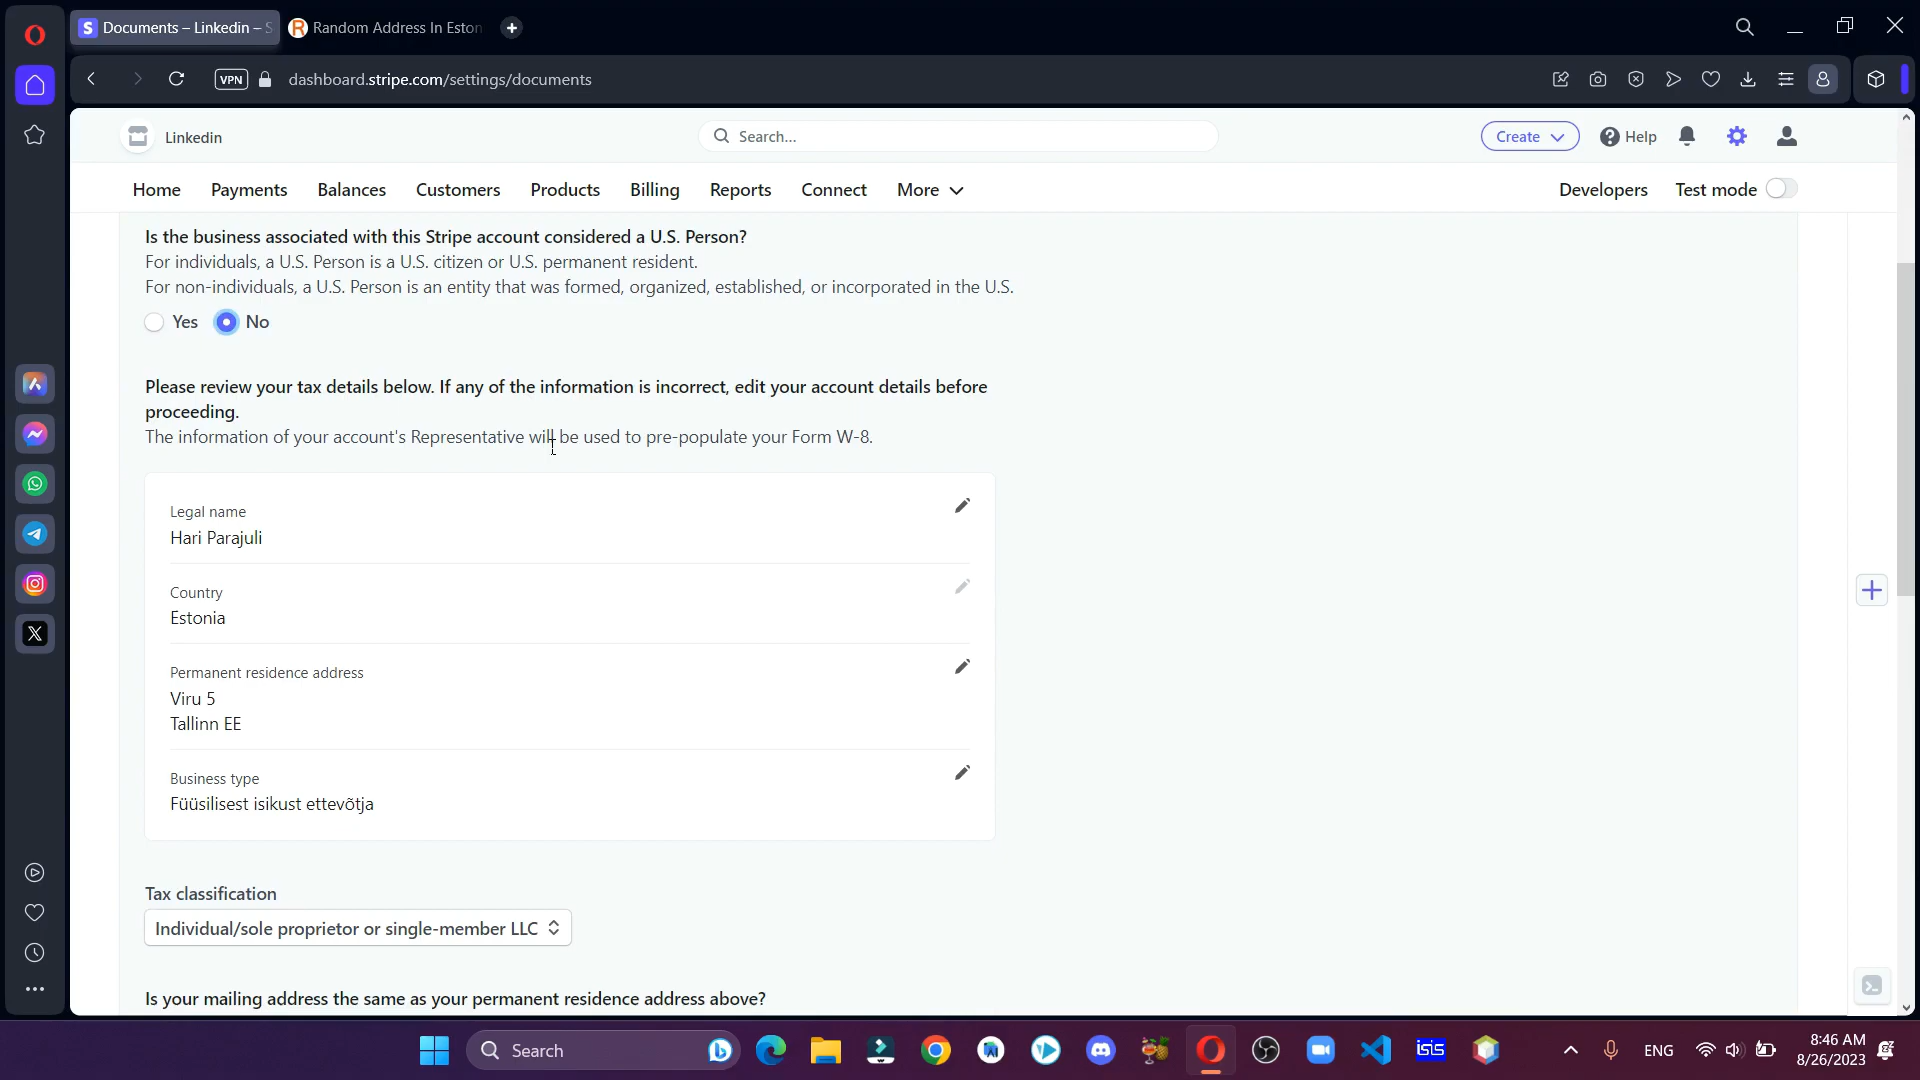 Documents – Linkedin – S
Random Address In Eston
VPN
dashboard.stripe.com/settings/documents
Linkedin
Search...
Create
Help
Home
Payments
Balances
Customers
Products
Billing
Reports
Connect
More
Developers
Test mode
Is the business associated with this Stripe account considered a U.S. Person?
For individuals, a U.S. Person is a U.S. citizen or U.S. permanent resident.
For non-individuals, a U.S. Person is an entity that was formed, organized, established, or incorporated in the U.S.
Yes
No
Please review your tax details below. If any of the information is incorrect, edit your account details before
proceeding.
The information of your account's Representative will be used to pre-populate your Form W-8.
Legal name
Hari Parajuli
Country
Estonia
Permanent residence address
Viru 5
Tallinn EE
Business type
Füüsilisest isikust ettevõtja
Tax classification
Individual/sole proprietor or single-member LLC
Is your mailing address the same as your permanent residence address above?
Search
isis
ENG
8:46 AM
8/26/2023